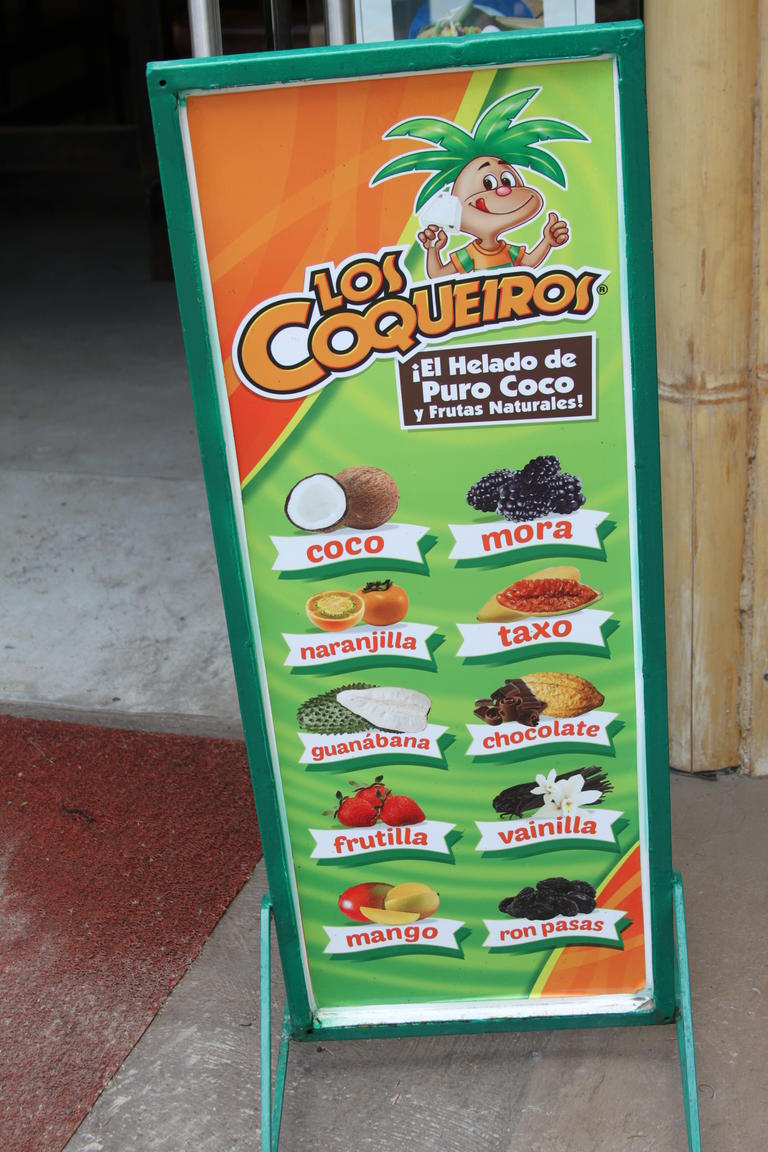 LOS
COQUEIROS®
¡El Helado de
Puro Coco
y Frutas Naturales!
coco
mora
naranjilla
taxo
guanábana
chocolate
frutilla
vainilla
mango
ron pasas